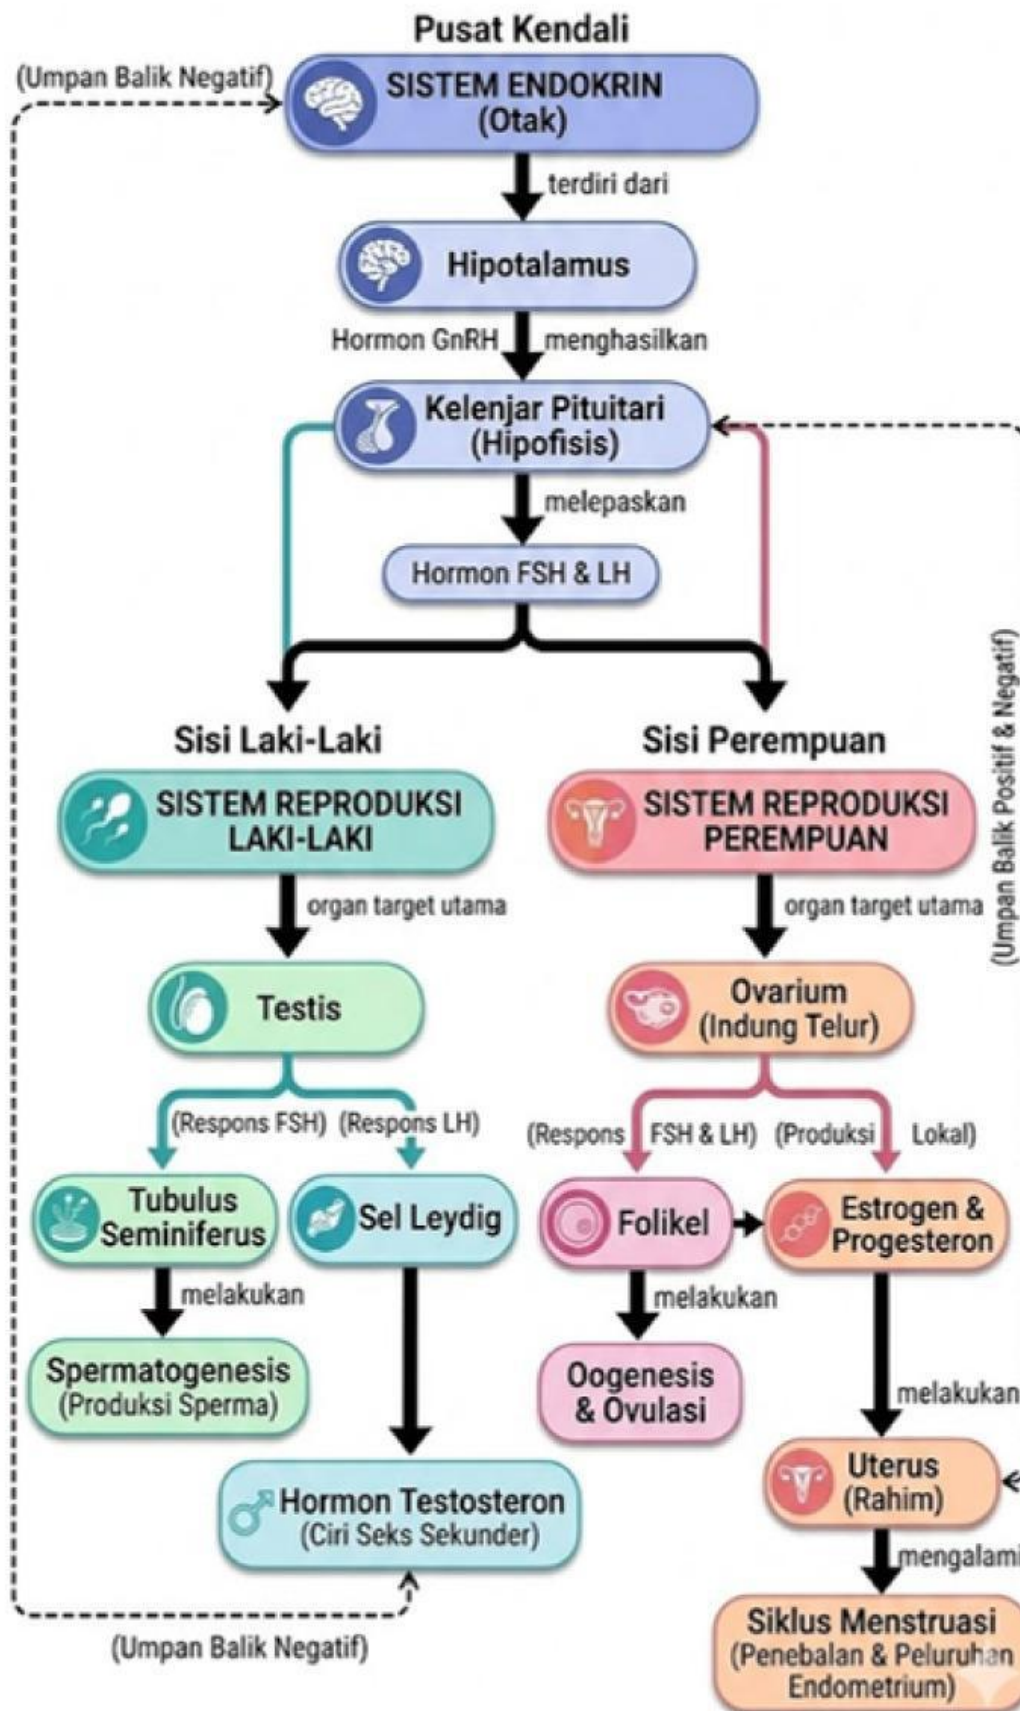 Pusat Kendali
(Umpan Balik Negatif)
SISTEM ENDOKRIN
(Otak)
terdiri dari
Hipotalamus
Hormon GnRH
menghasilkan
Kelenjar Pituitari
(Hipofisis)
melepaskan
Hormon FSH & LH
(Umpan Balik Positif & Negatif)
Sisi Laki-Laki
SISTEM REPRODUKSI
LAKI-LAKI
organ target utama
Testis
(Respons FSH)
(Respons LH)
Tubulus
Seminiferus
Sel Leydig
melakukan
Spermatogenesis
(Produksi Sperma)
Hormon Testosteron
(Ciri Seks Sekunder)
(Umpan Balik Negatif)
Sisi Perempuan
SISTEM REPRODUKSI
PEREMPUAN
organ target utama
Ovarium
(Indung Telur)
(Respons FSH & LH)
(Produksi Lokal)
Folikel
Estrogen &
Progesteron
melakukan
Oogenesis
& Ovulasi
melakukan
Uterus
(Rahim)
mengalami
Siklus Menstruasi
(Penebalan & Peluruhan
Endometrium)